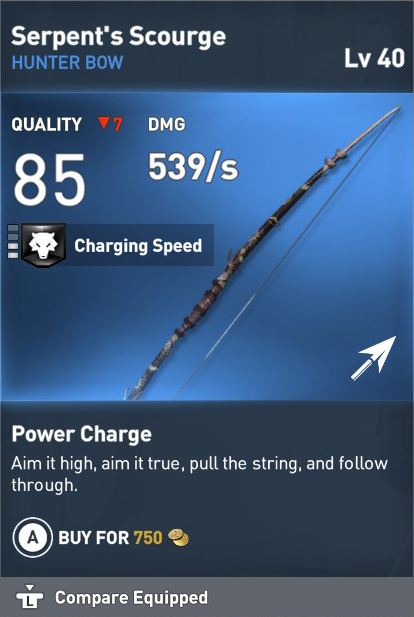 Serpent's Scourge
HUNTER BOW
Lv 40
QUALITY ▼7 DMG
85 539/s
Charging Speed
Power Charge
Aim it high, aim it true, pull the string, and follow
through.
A BUY FOR 750
L Compare Equipped